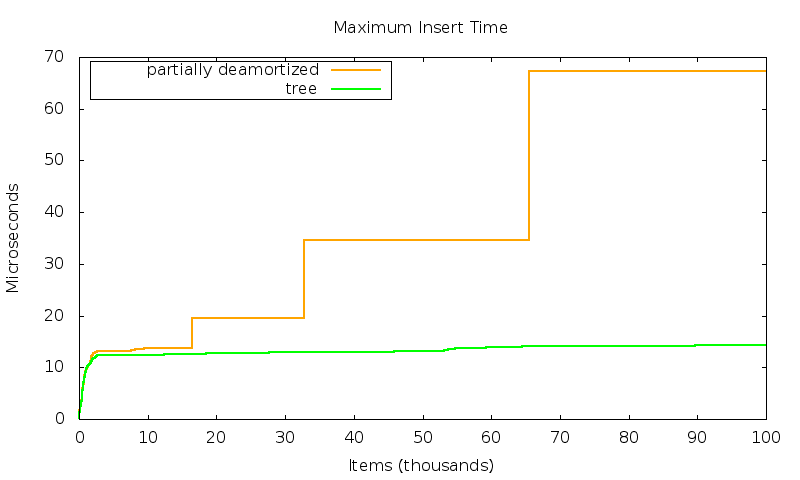 Maximum Insert Time
partially deamortized
tree
70
60
50
40
30
20
10
0
Microseconds
0 10 20 30 40 50 60 70 80 90 100
Items (thousands)